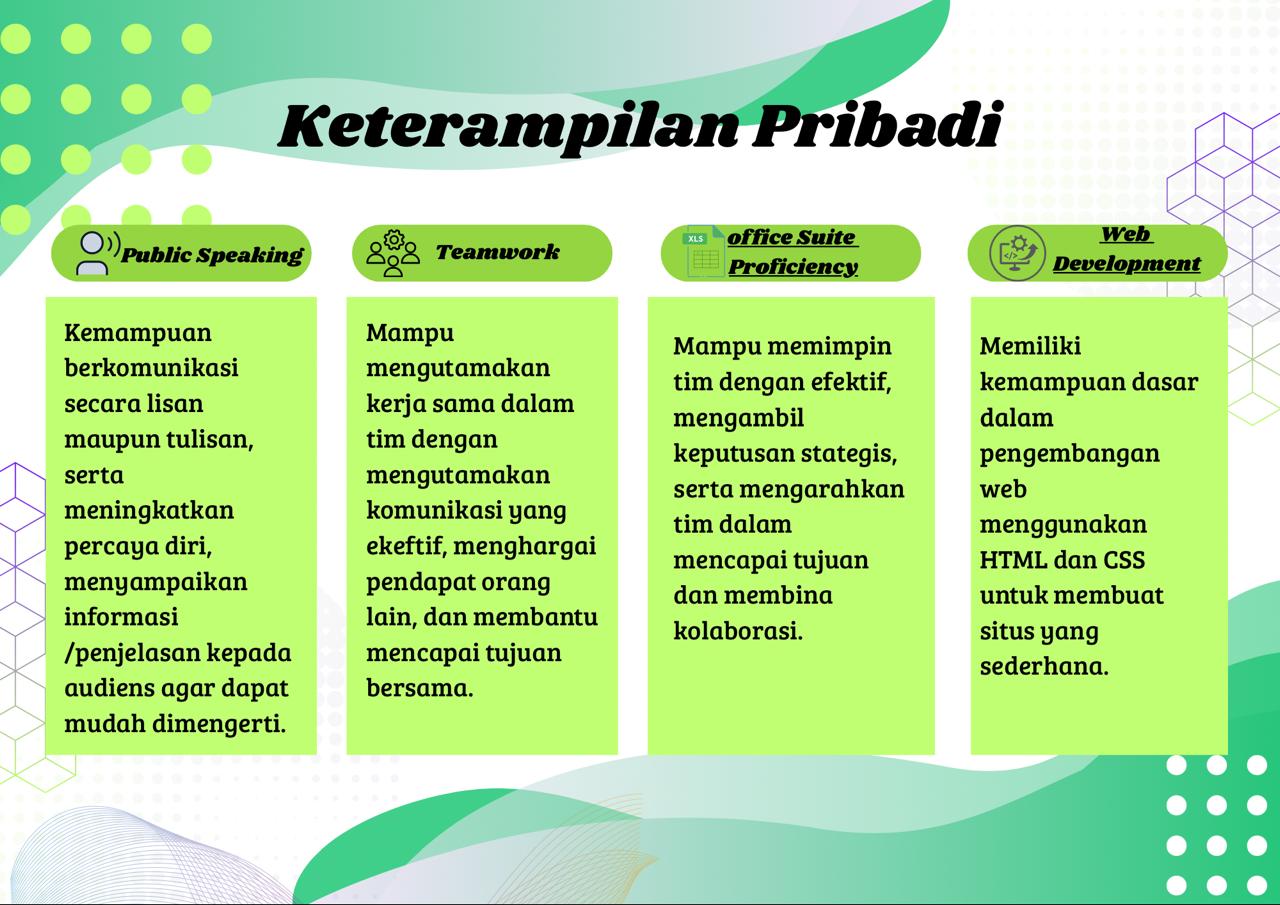 Keterampilan Pribadi
Public Speaking
Kemampuan
berkomunikasi
secara lisan
maupun tulisan,
serta
meningkatkan
percaya diri,
menyampaikan
informasi
/penjelasan kepada
audiens agar dapat
mudah dimengerti.
Teamwork
Mampu
mengutamakan
kerja sama dalam
tim dengan
mengutamakan
komunikasi yang
ekeftif, menghargai
pendapat orang
lain, dan membantu
mencapai tujuan
bersama.
XLS
office Suite
Proficiency
Mampu memimpin
tim dengan efektif,
mengambil
keputusan stategis,
serta mengarahkan
tim dalam
mencapai tujuan
dan membina
kolaborasi.
</>
Web
Development
Memiliki
kemampuan dasar
dalam
pengembangan
web
menggunakan
HTML dan CSS
untuk membuat
situs yang
sederhana.